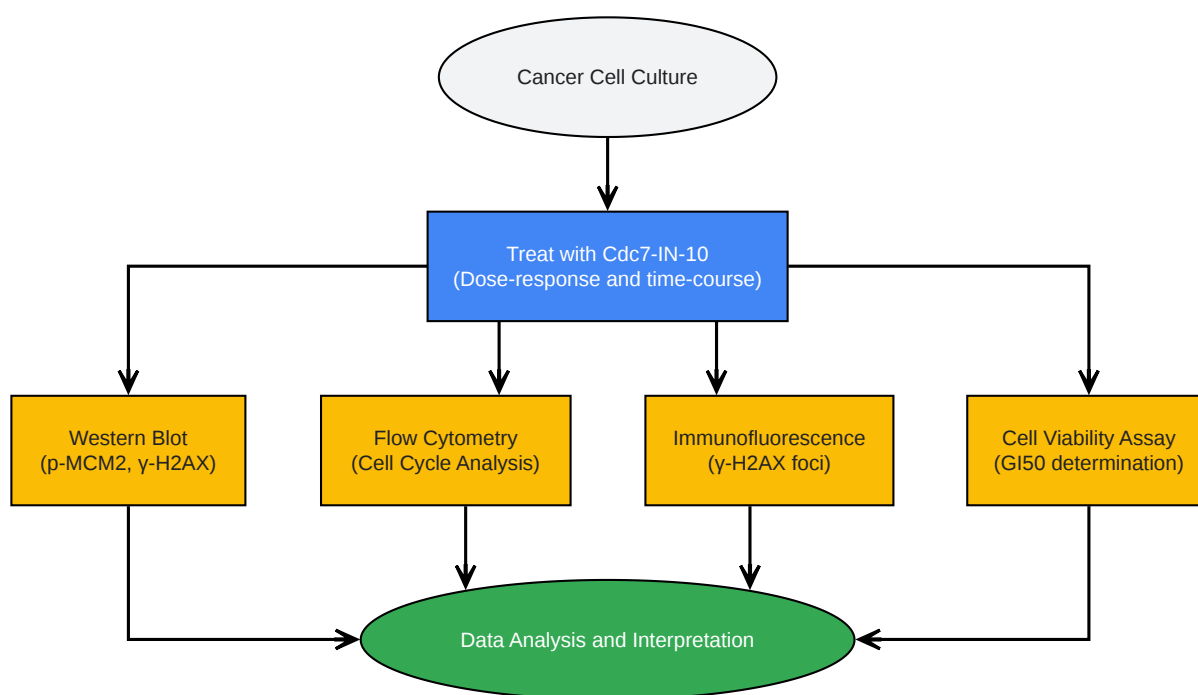 Cancer Cell Culture
Treat with Cdc7-IN-10
(Dose-response and time-course)
Western Blot
(p-MCM2, γ-H2AX)
Flow Cytometry
(Cell Cycle Analysis)
Immunofluorescence
(γ-H2AX foci)
Cell Viability Assay
(GI50 determination)
Data Analysis and Interpretation